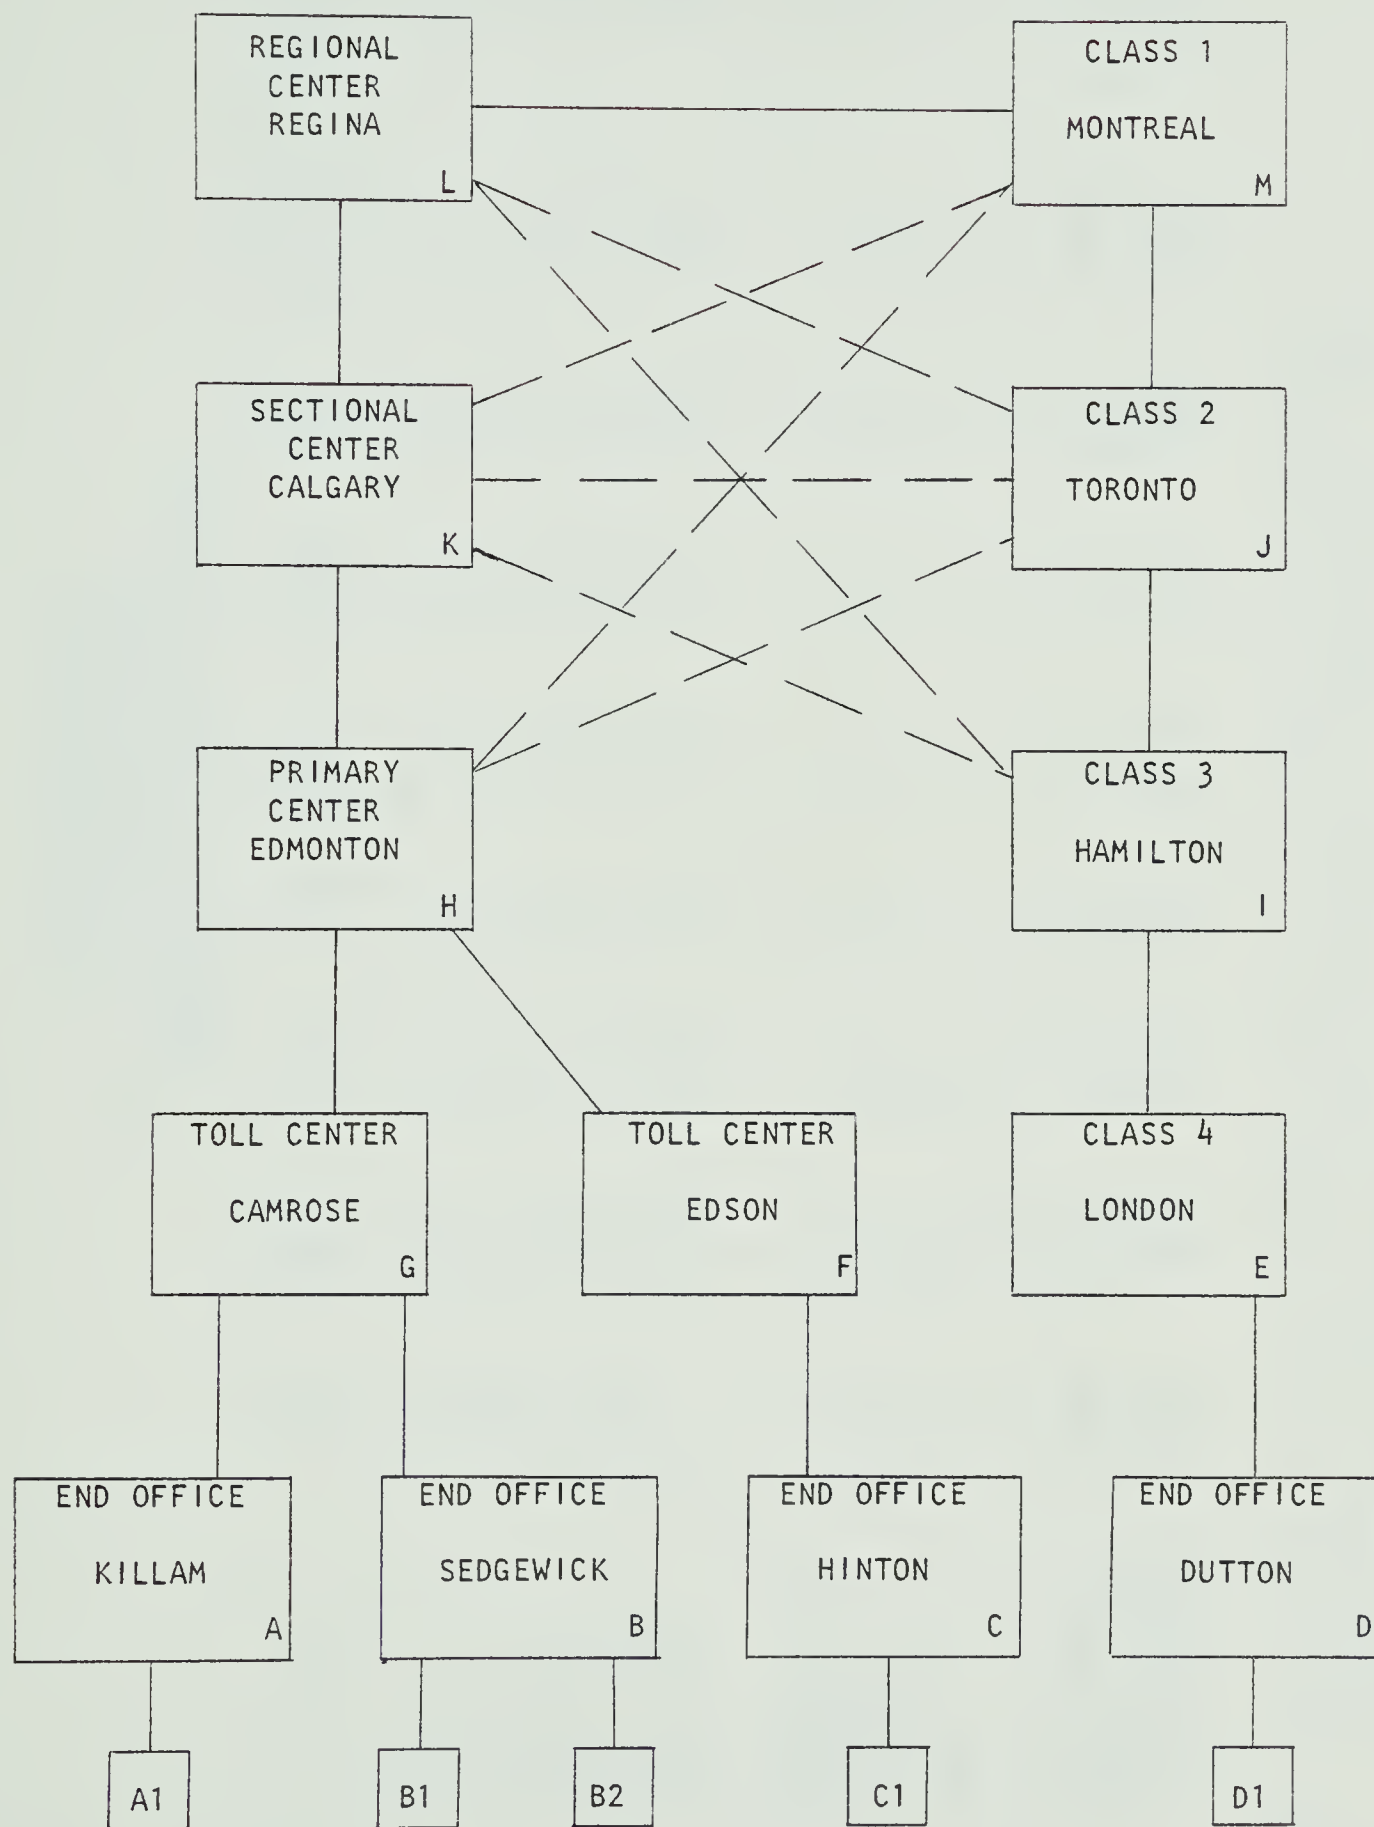 REGIONAL
CENTER
REGINA
L
CLASS 1
MONTREAL
M
SECTIONAL
CENTER
CALGARY
K
CLASS 2
TORONTO
J
PRIMARY
CENTER
EDMONTON
H
CLASS 3
HAMILTON
I
TOLL CENTER
CAMROSE
G
TOLL CENTER
EDSON
F
CLASS 4
LONDON
E
END OFFICE
KILLAM
A
END OFFICE
SEDGEWICK
B
END OFFICE
HINTON
C
END OFFICE
DUTTON
D
A1
B1
B2
C1
D1